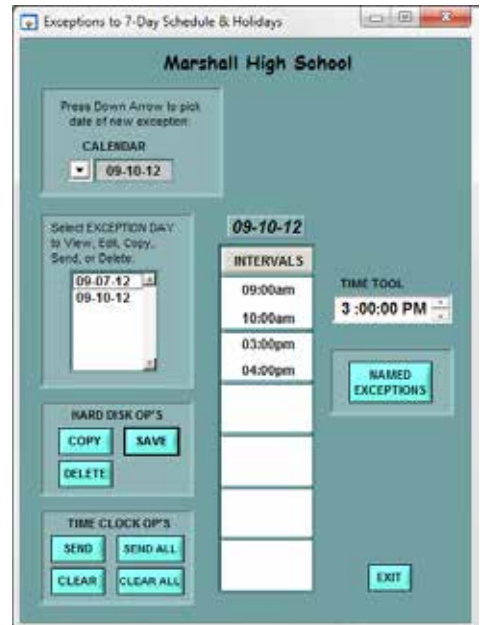 Exceptions to 7-Day Schedule & Holidays
Marshall High School
Press Down Arrow to pick
date of new exception:
CALENDAR
09-10-12
Select EXCEPTION DAY
to View, Edit, Copy,
Send, or Delete:
09-07-12
09-10-12
HARD DISK OP'S
COPY
SAVE
DELETE
TIME CLOCK OP'S
SEND
SEND ALL
CLEAR
CLEAR ALL
09-10-12
INTERVALS
09:00am
10:00am
03:00pm
04:00pm
TIME TOOL
3 :00:00 PM
NAMED
EXCEPTIONS
EXIT